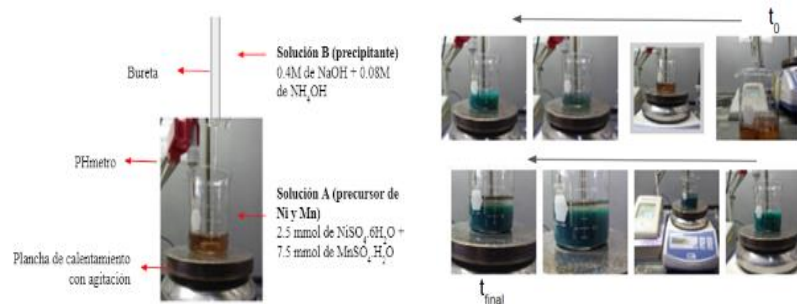 Bureta
Solución B (precipitante)
0.4M de NaOH + 0.08M
de NH4OH
PHmetro
Solución A (precursor de
Ni y Mn)
2.5 mmol de NiSO4.6H2O +
7.5 mmol de MnSO4.H2O
Plancha de calentamiento
con agitación
t0
tfinal